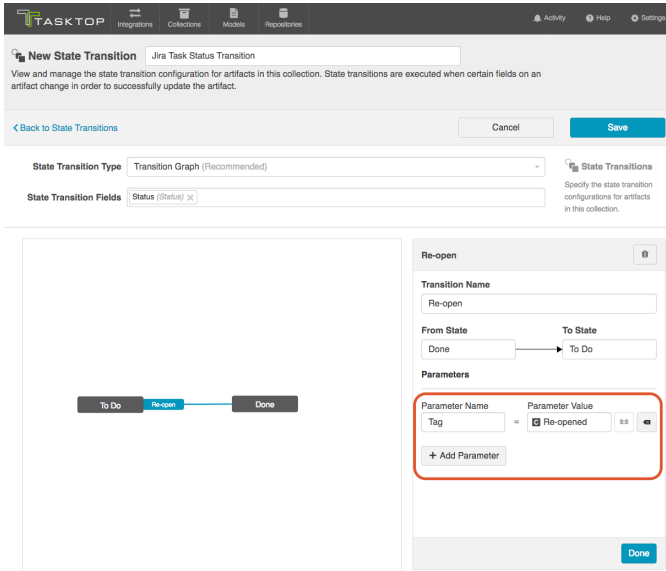 TASKTOP
Integrations Collections Models Repositories
Activity Help Settings
New State Transition Jira Task Status Transition
View and manage the state transition configuration for artifacts in this collection. State transitions are executed when certain fields on an
artifact change in order to successfully update the artifact.
Back to State Transitions Cancel Save
State Transition Type Transition Graph (Recommended)
State Transition Fields Status (Status)
State Transitions
Specify the state transition
configurations for artifacts
in this collection.
To Do Re-open Done
Re-open
Transition Name
Re-open
From State To State
Done To Do
Parameters
Parameter Name Parameter Value
Tag = C Re-opened
+ Add Parameter
Done